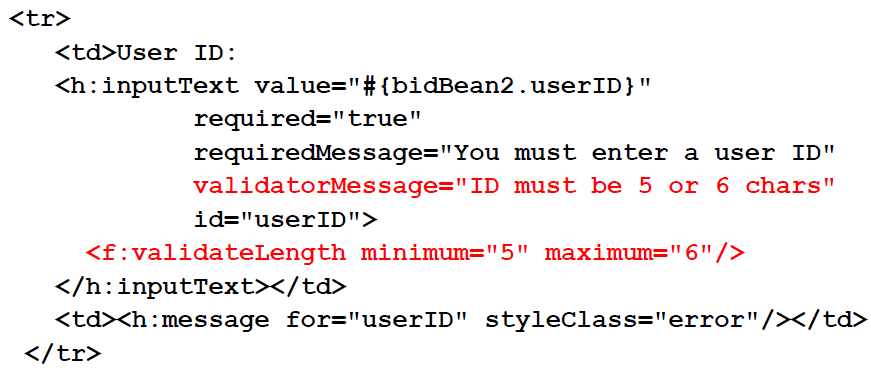 <tr>
   <td>User ID:
   <h:inputText value="#{bidBean2.userID}"
            required="true"
            requiredMessage="You must enter a user ID"
            validatorMessage="ID must be 5 or 6 chars"
            id="userID">
     <f:validateLength minimum="5" maximum="6"/>
   </h:inputText></td>
   <td><h:message for="userID" styleClass="error"/></td>
 </tr>